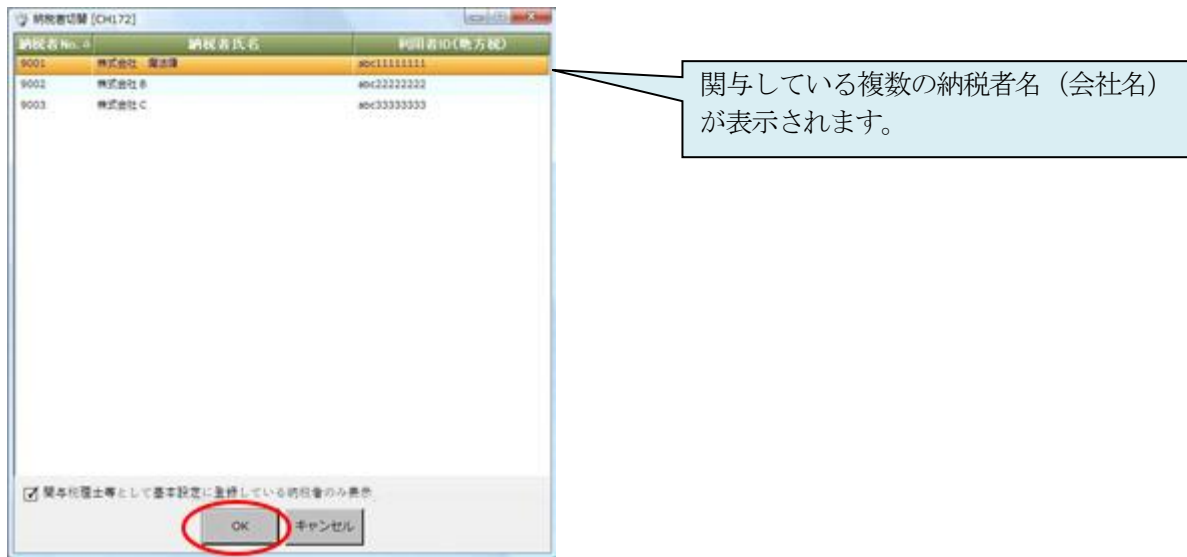 納税者切替 [CH172]
納税者No. 納税者氏名 利用者ID(地方税)
9001 株式会社 abc11111111
9002 株式会社B abc22222222
9003 株式会社C abc33333333
関与している複数の納税者名（会社名）
が表示されます。
関与税理士等として基本設定に登録している納税者のみ表示
OK キャンセル